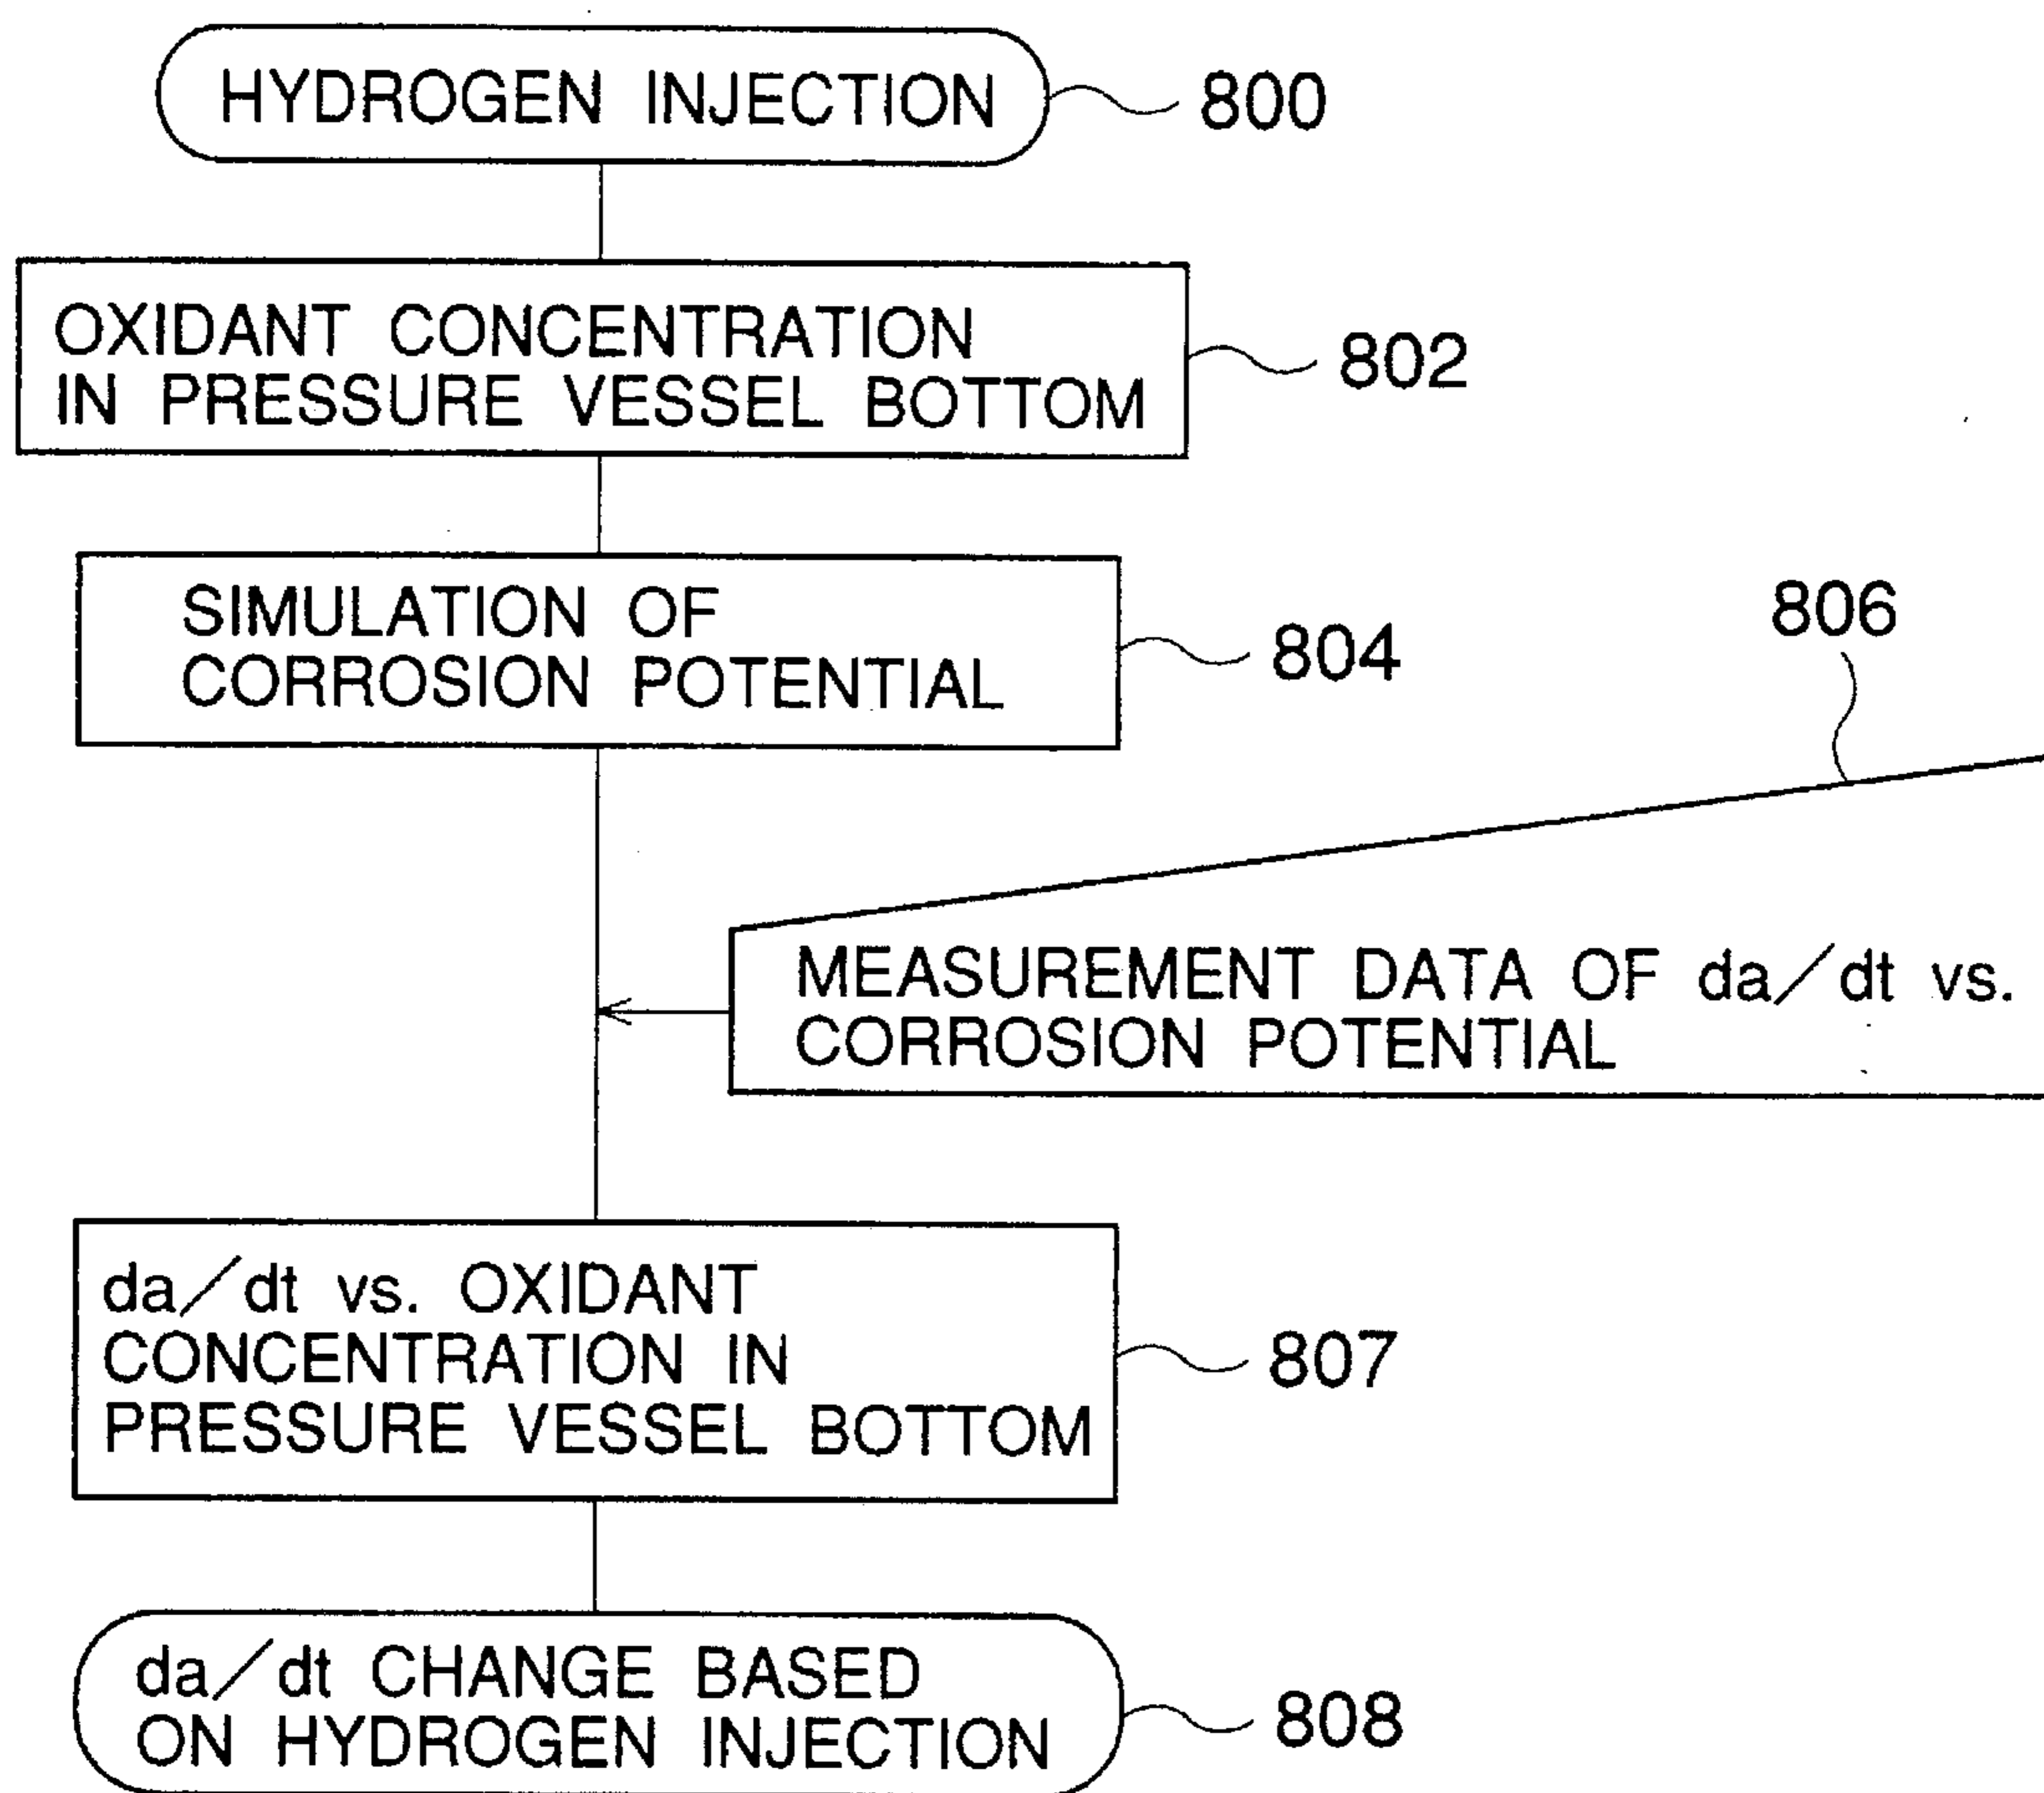 HYDROGEN INJECTION
800
OXIDANT CONCENTRATION
IN PRESSURE VESSEL BOTTOM
802
SIMULATION OF
CORROSION POTENTIAL
804
806
MEASUREMENT DATA OF da/dt vs.
CORROSION POTENTIAL
da/dt vs. OXIDANT
CONCENTRATION IN
PRESSURE VESSEL BOTTOM
807
da/dt CHANGE BASED
ON HYDROGEN INJECTION
808